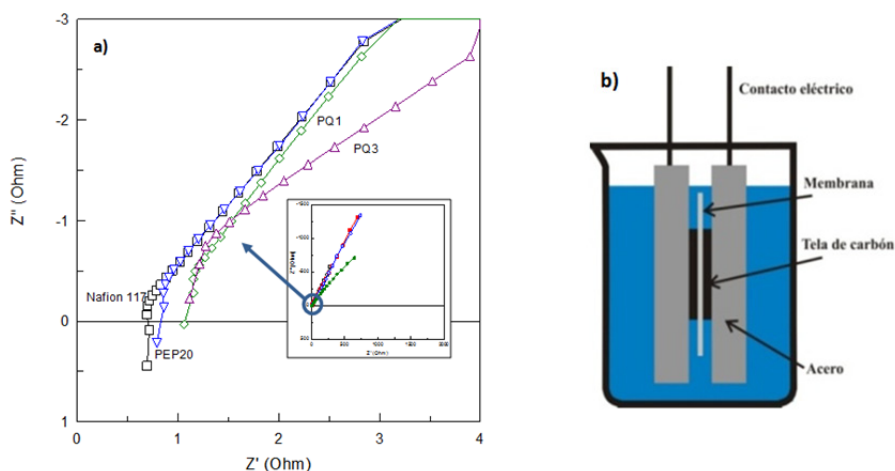 a)
-3
-2
-1
0
1
Z'' (Ohm)
0
1
2
3
4
Z' (Ohm)
PQ1
PQ3
Nafion 117
PEP20
Z' (Ohm)
b)
Contacto eléctrico
Membrana
Tela de carbón
Acero